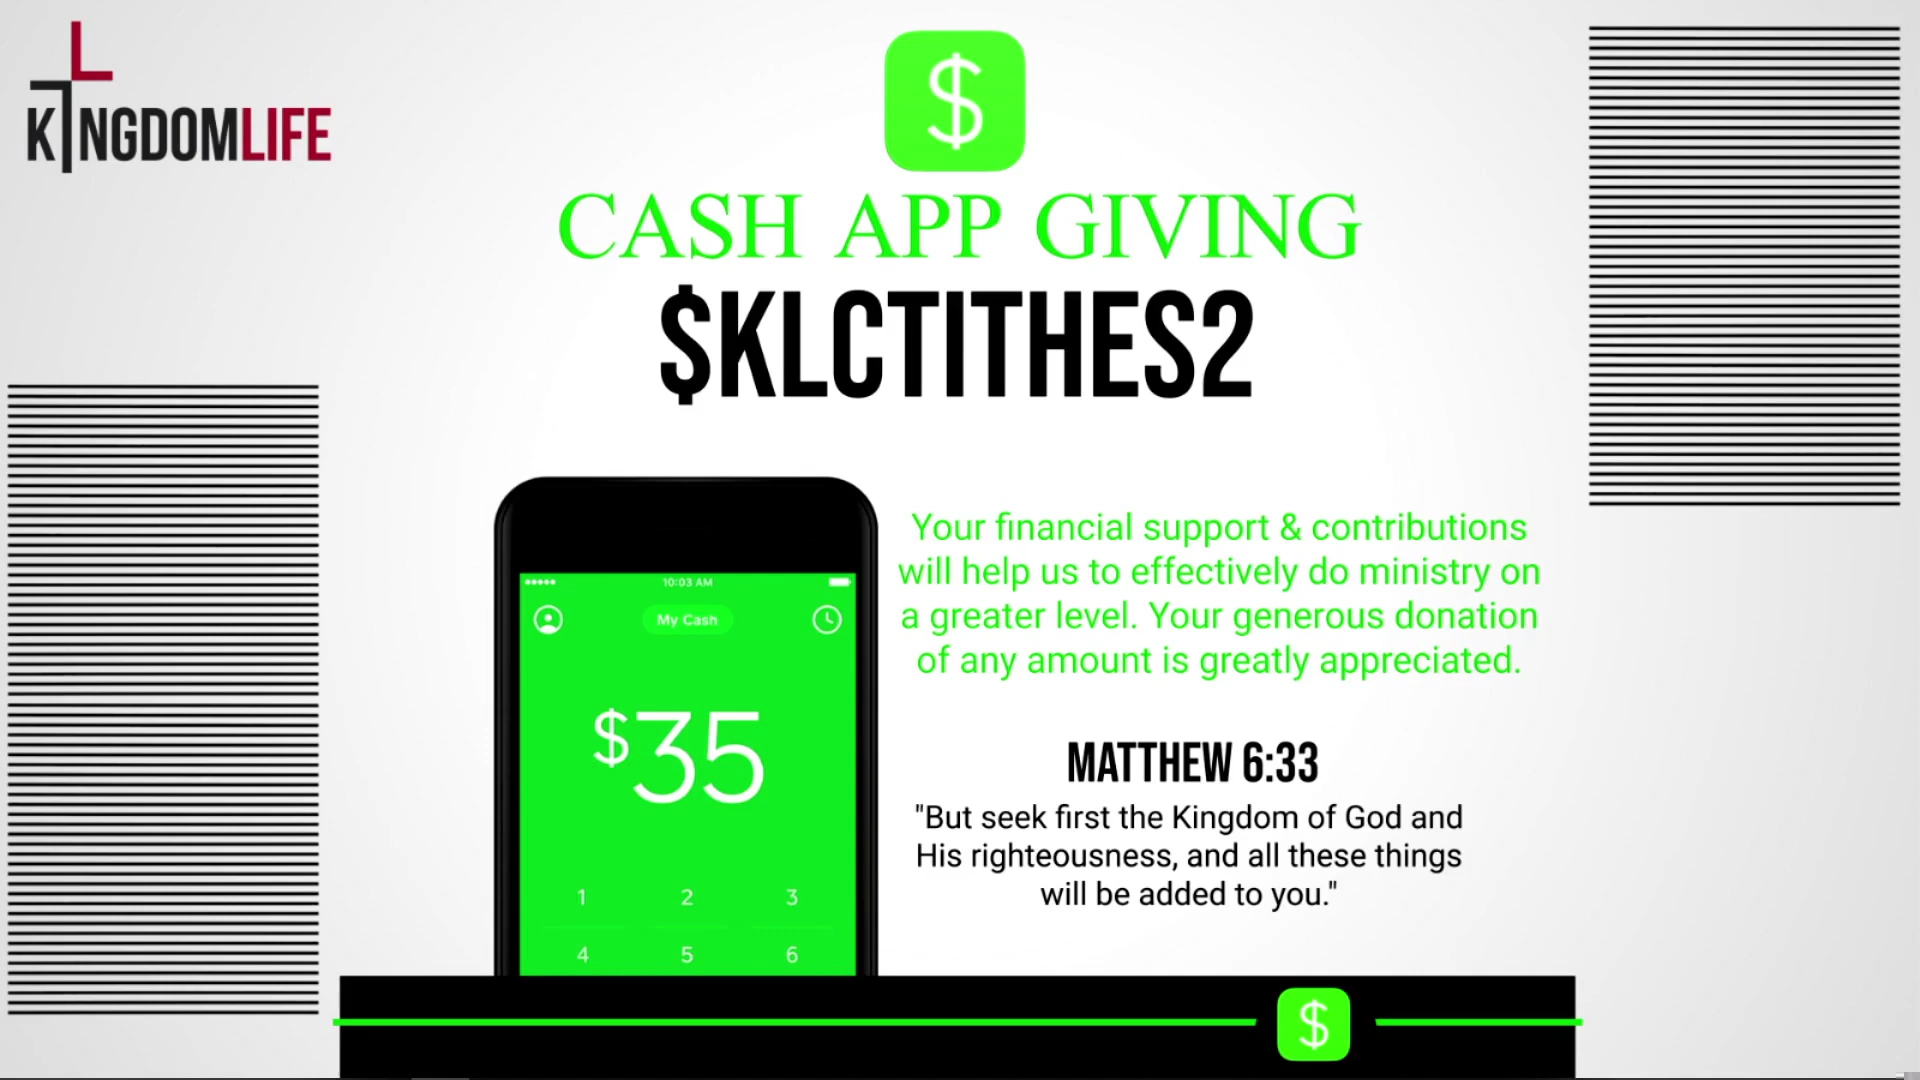 L
KINGDOMLIFE
$
CASH APP GIVING
$KLCTITHES2
10:03 AM
My Cash
$35
1 2 3
4 5 6
Your financial support & contributions
will help us to effectively do ministry on
a greater level. Your generous donation
of any amount is greatly appreciated.
MATTHEW 6:33
"But seek first the Kingdom of God and
His righteousness, and all these things
will be added to you."
$